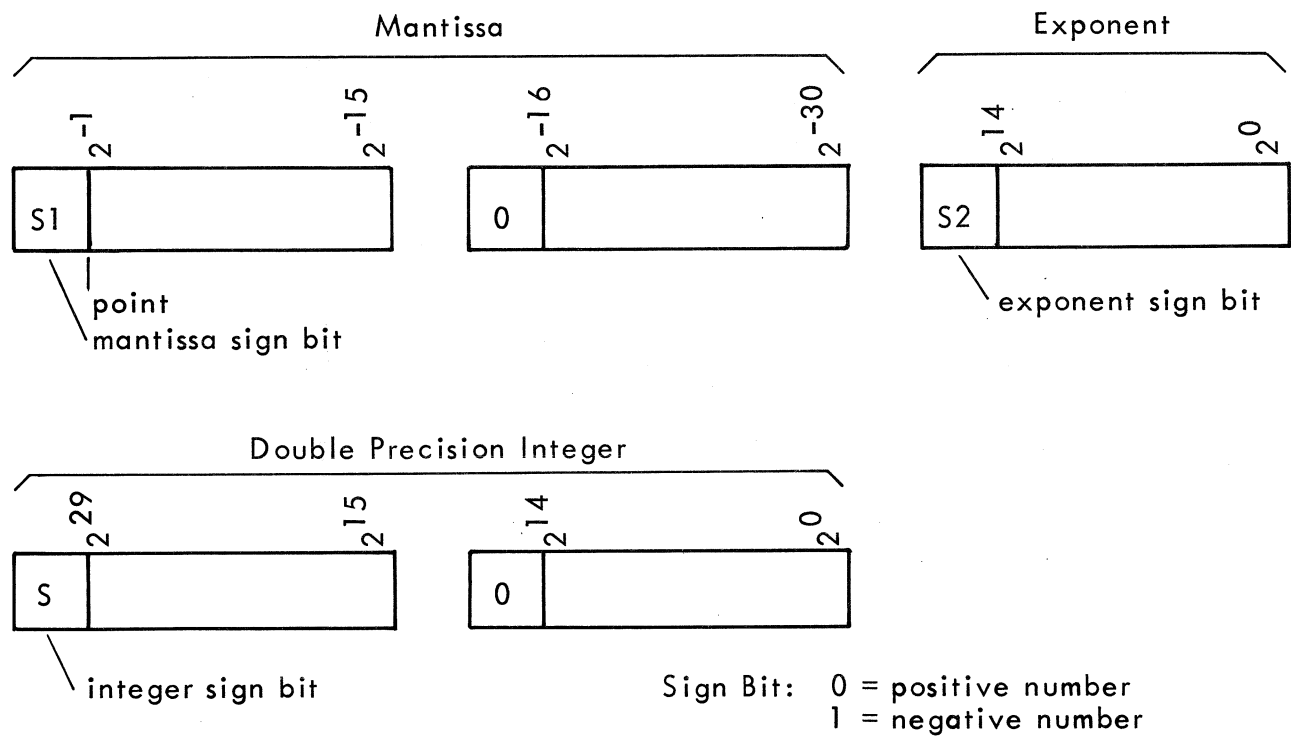 Mantissa
Exponent
2^-1 2^-15 2^-16 2^-30 2^14 2^0
S1 0 S2
point
mantissa sign bit
exponent sign bit
Double Precision Integer
2^29 2^15 2^14 2^0
S 0
integer sign bit
Sign Bit: 0 = positive number
1 = negative number